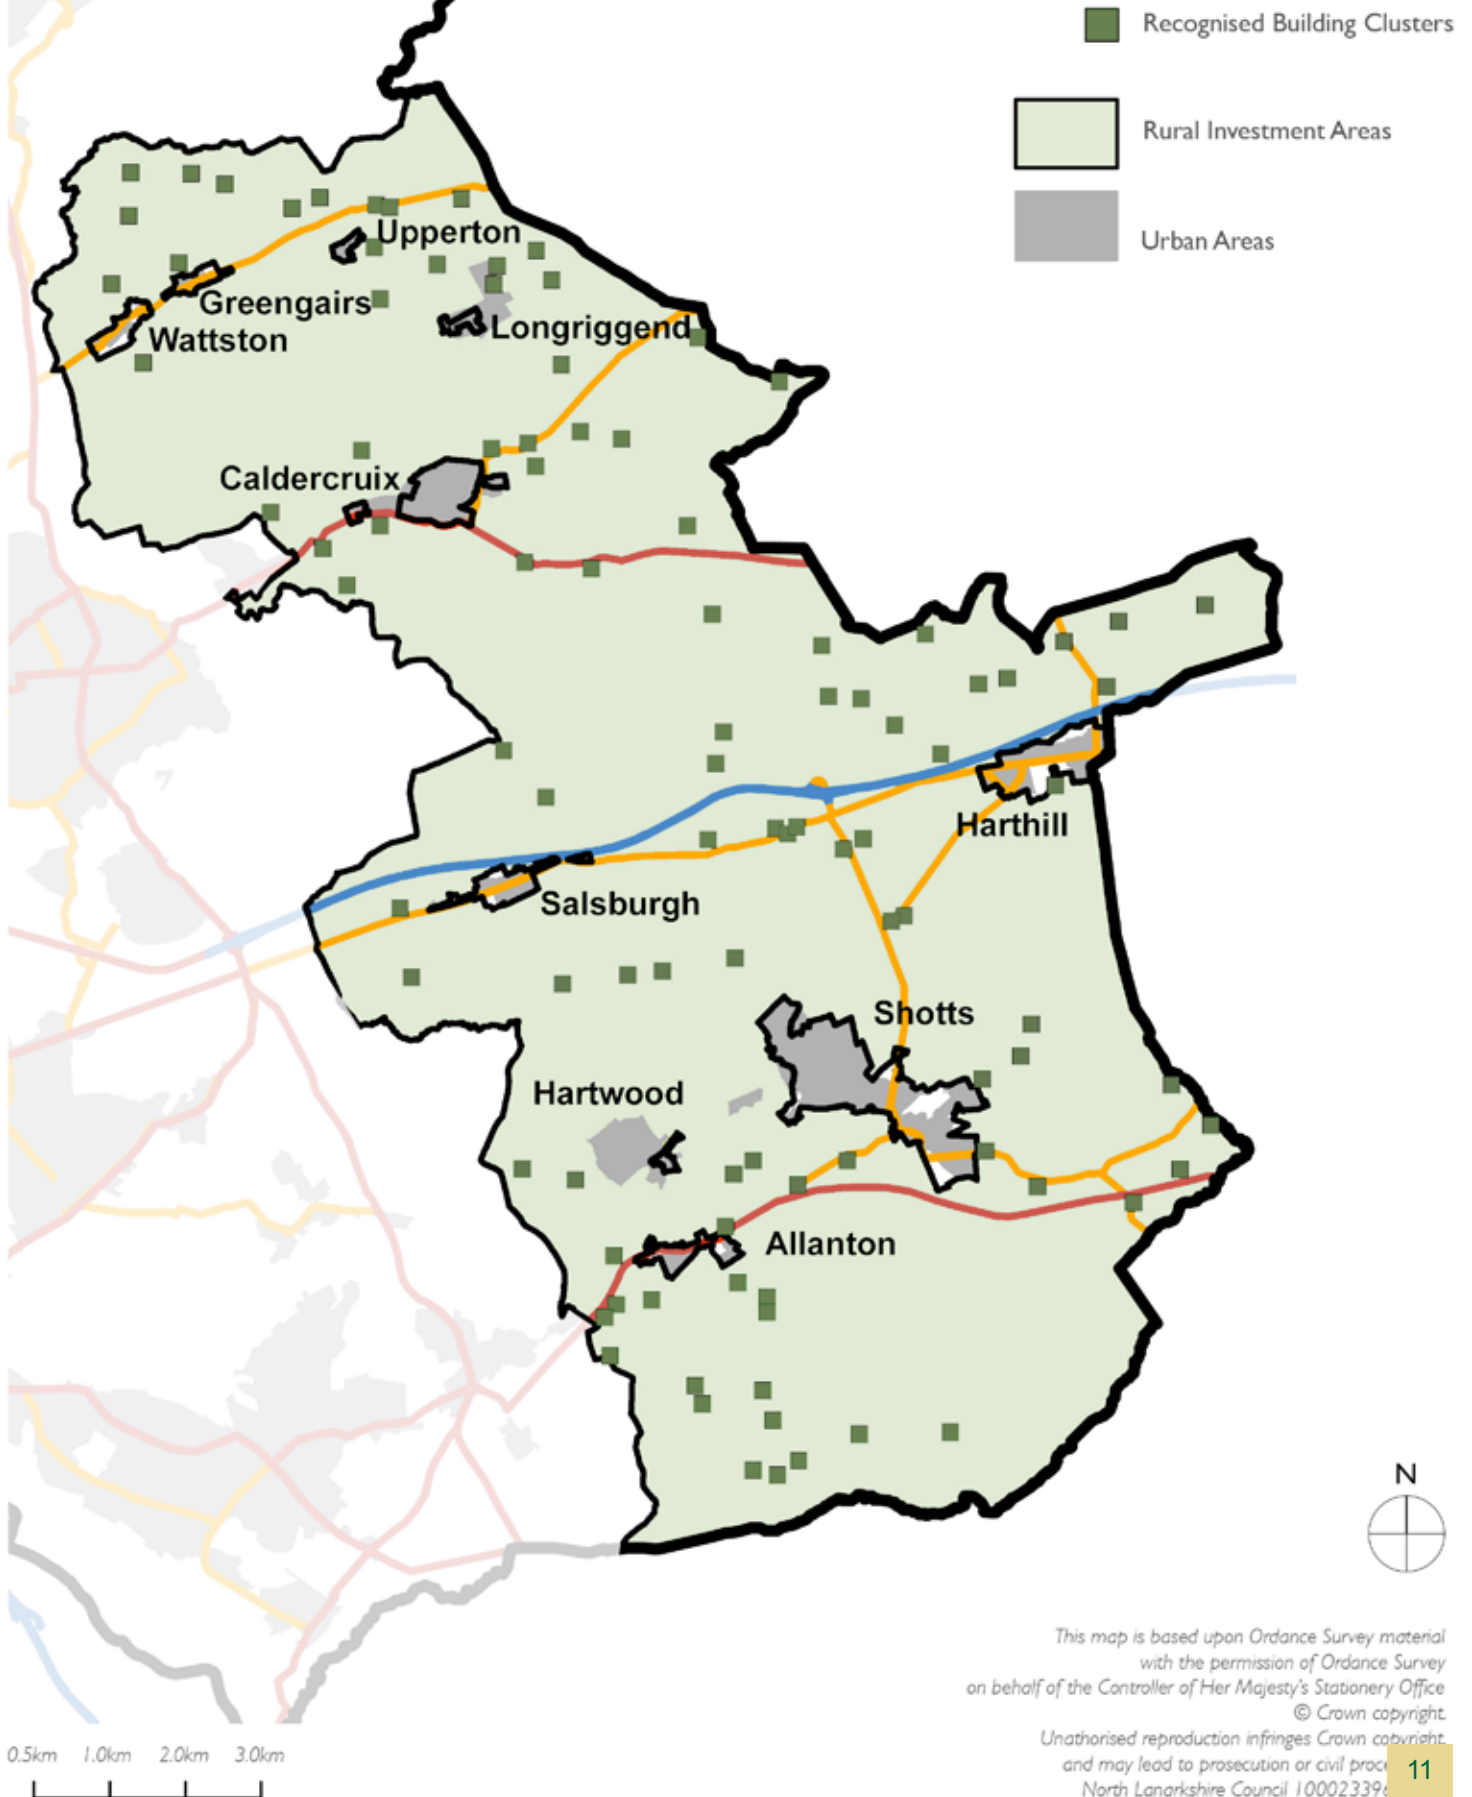 Recognised Building Clusters
Rural Investment Areas
Urban Areas
Upperton
Greengairs
Longriggend
Wattston
Caldercruix
Harthill
Salsburgh
Shotts
Hartwood
Allanton
N
This map is based upon Ordance Survey material
with the permission of Ordance Survey
on behalf of the Controller of Her Majesty's Stationery Office
© Crown copyright.
Unathorised reproduction infringes Crown copyright
and may lead to prosecution or civil proce
North Lanarkshire Council 10002339
0.5km 1.0km 2.0km 3.0km
11